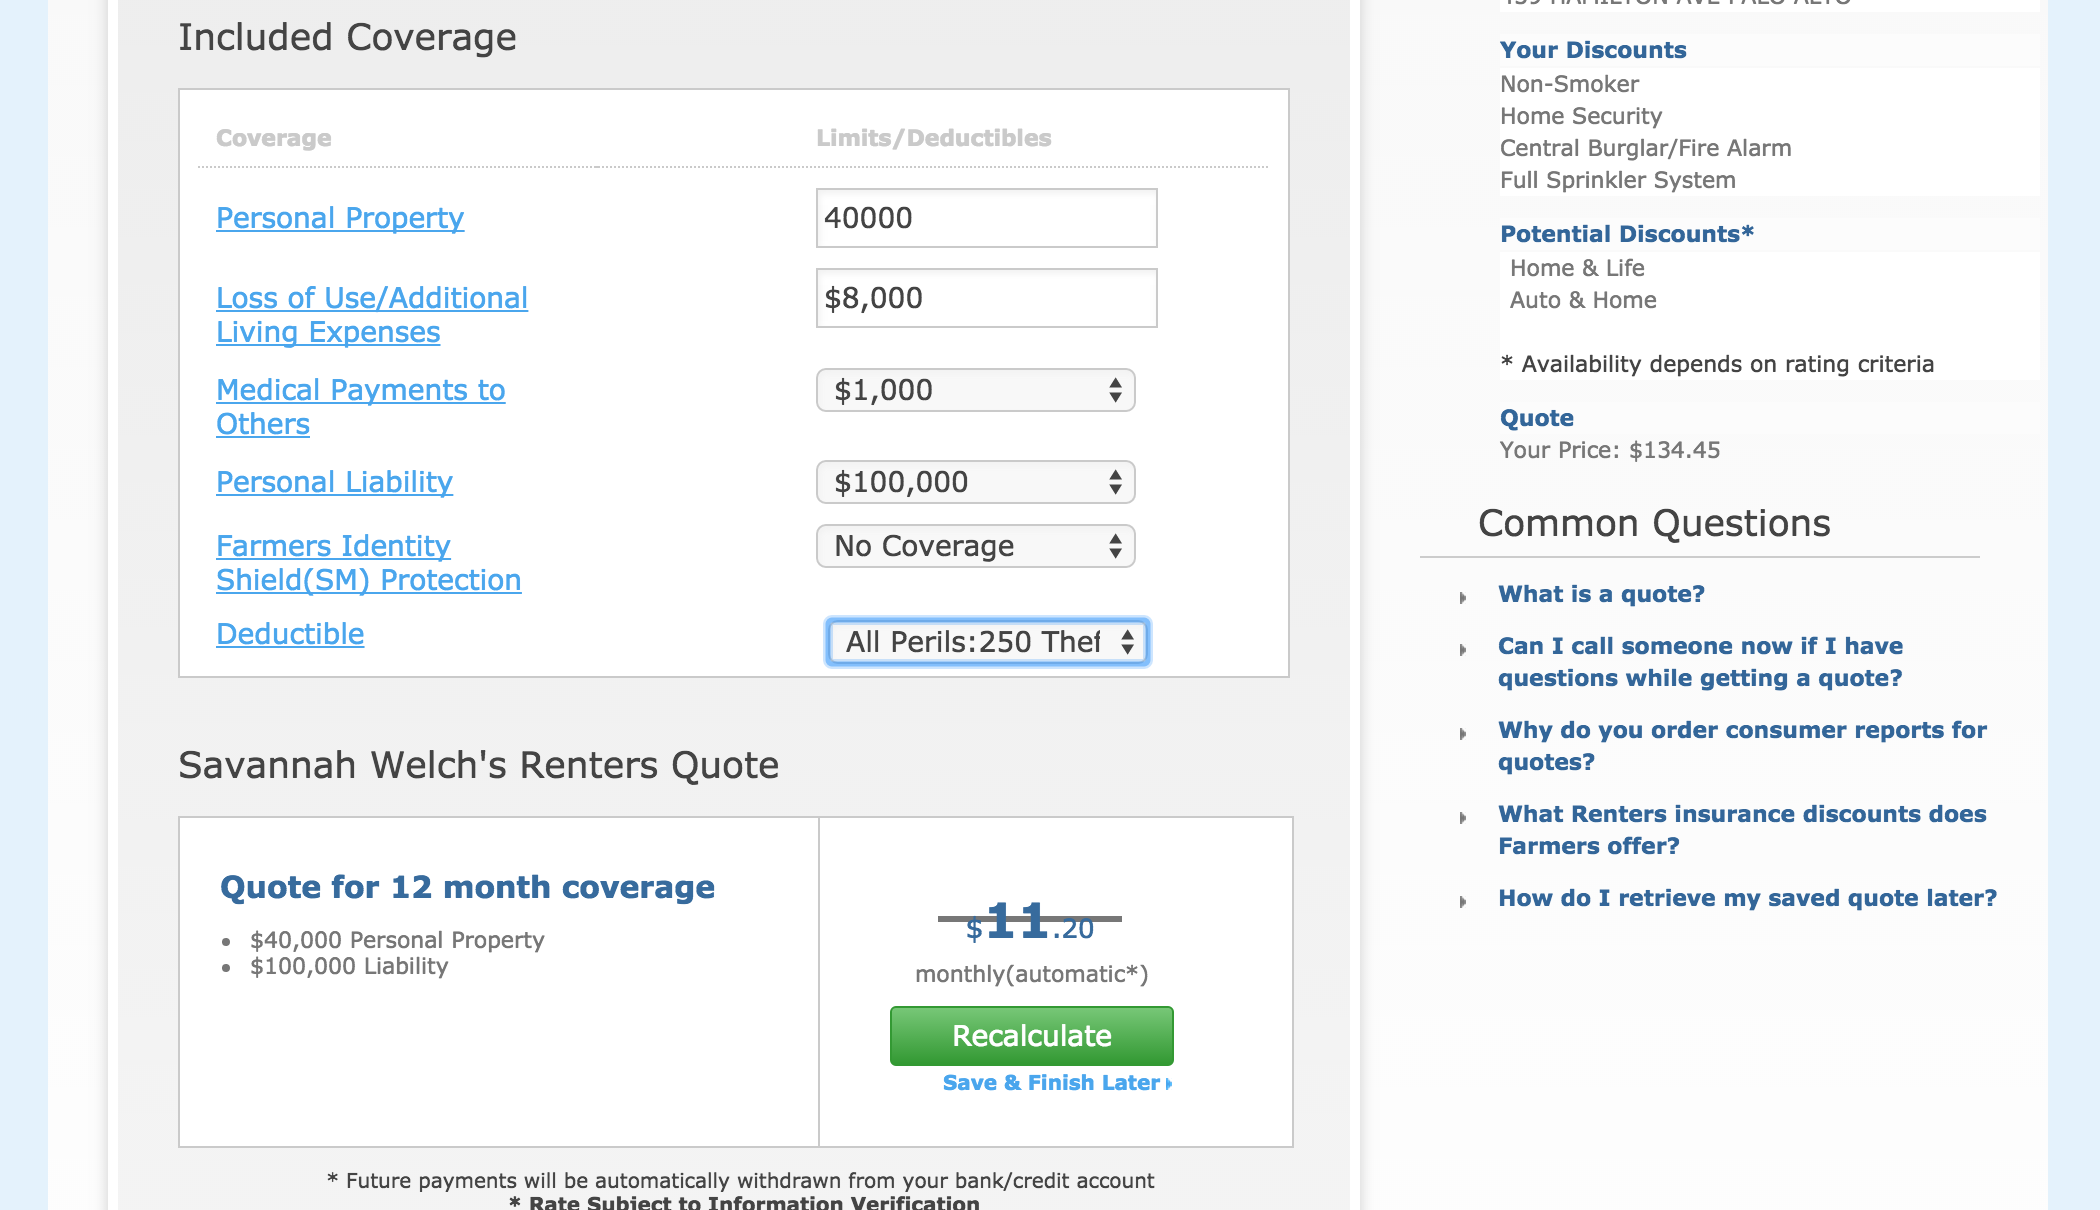 Included Coverage
Coverage Limits/Deductibles
Personal Property 40000
Loss of Use/Additional Living Expenses $8,000
Medical Payments to Others $1,000
Personal Liability $100,000
Farmers Identity Shield(SM) Protection No Coverage
Deductible All Perils:250 Thef
Savannah Welch's Renters Quote
Quote for 12 month coverage
• $40,000 Personal Property
• $100,000 Liability
$11.20
monthly(automatic*)
Recalculate
Save & Finish Later
* Future payments will be automatically withdrawn from your bank/credit account
* Rate Subject to Information Verification
Your Discounts
Non-Smoker
Home Security
Central Burglar/Fire Alarm
Full Sprinkler System
Potential Discounts*
Home & Life
Auto & Home
* Availability depends on rating criteria
Quote
Your Price: $134.45
Common Questions
What is a quote?
Can I call someone now if I have
questions while getting a quote?
Why do you order consumer reports for
quotes?
What Renters insurance discounts does
Farmers offer?
How do I retrieve my saved quote later?